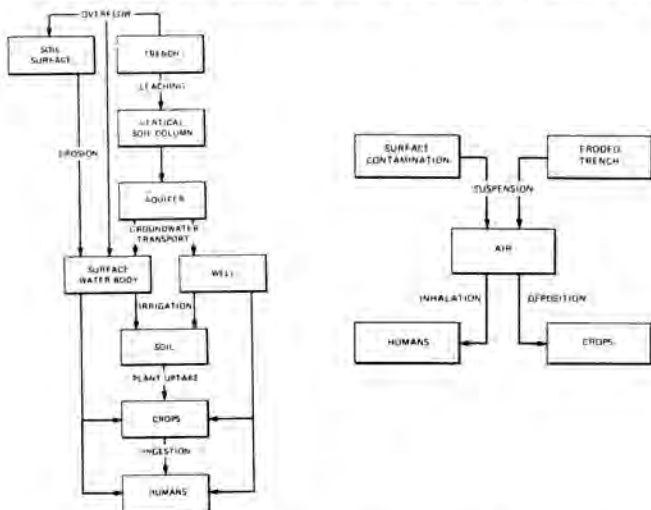 OVERFLOW
SOIL
SURFACE
TRENCH
LEACHING
VERTICAL
SOIL COLUMN
EROSION
AQUIFER
GROUNDWATER
TRANSPORT
SURFACE
WATER BODY
WELL
IRRIGATION
SOIL
PLANT UPTAKE
CROPS
INGESTION
HUMANS
SURFACE
CONTAMINATION
ERODED
TRENCH
SUSPENSION
AIR
INHALATION
DEPOSITION
HUMANS
CROPS